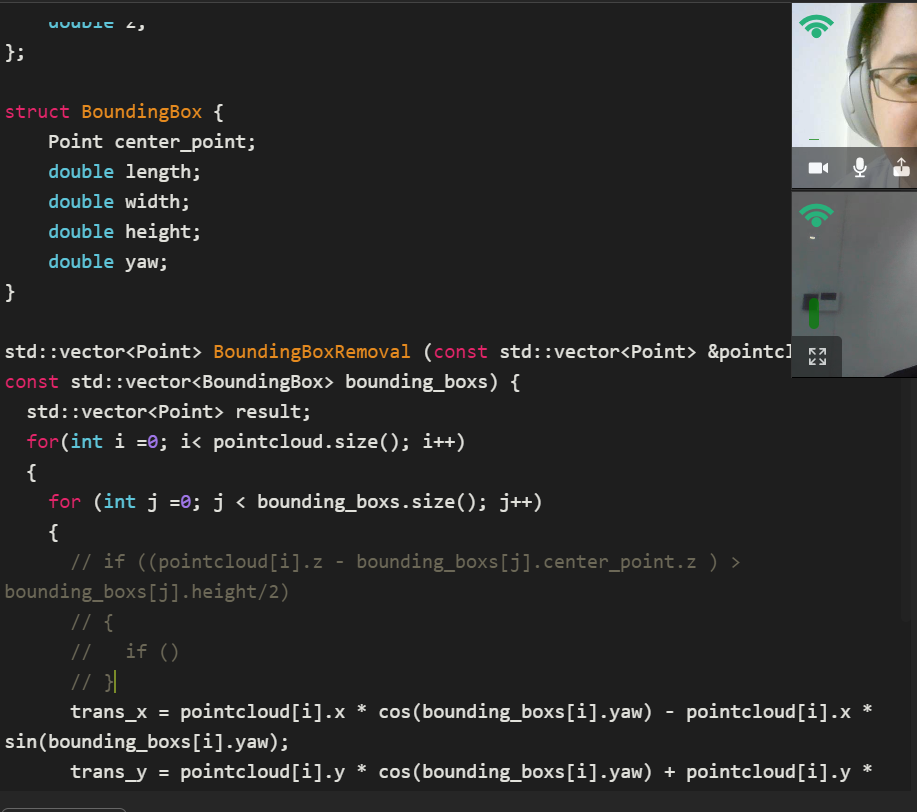 double z;
};
struct BoundingBox {
    Point center_point;
    double length;
    double width;
    double height;
    double yaw;
}
std::vector<Point> BoundingBoxRemoval (const std::vector<Point> &pointcl
const std::vector<BoundingBox> bounding_boxs) {
  std::vector<Point> result;
  for(int i =0; i< pointcloud.size(); i++)
  {
    for (int j =0; j < bounding_boxs.size(); j++)
    {
      // if ((pointcloud[i].z - bounding_boxs[j].center_point.z ) >
bounding_boxs[j].height/2)
      // {
      //   if ()
      // }
      trans_x = pointcloud[i].x * cos(bounding_boxs[i].yaw) - pointcloud[i].x *
sin(bounding_boxs[i].yaw);
      trans_y = pointcloud[i].y * cos(bounding_boxs[i].yaw) + pointcloud[i].y *